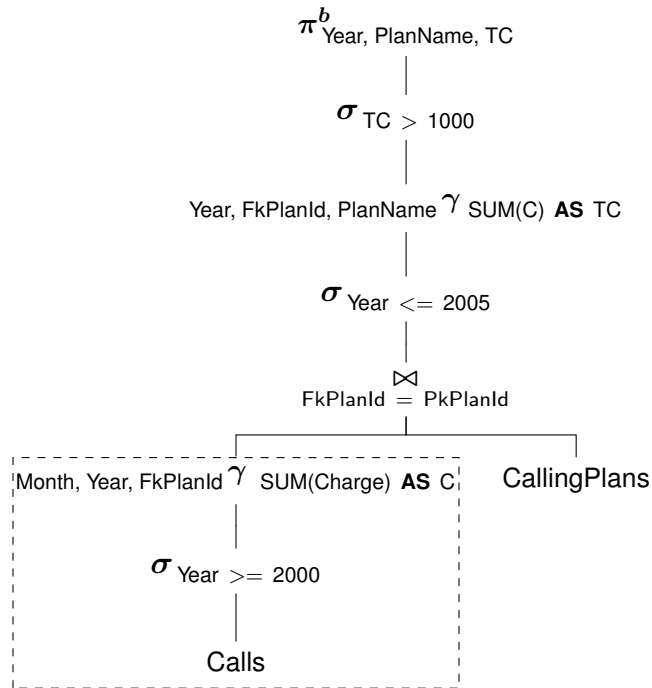 π^b Year, PlanName, TC
σ TC > 1000
Year, FkPlanId, PlanName γ SUM(C) AS TC
σ Year <= 2005
⋈
FkPlanId = PkPlanId
Month, Year, FkPlanId γ SUM(Charge) AS C CallingPlans
σ Year >= 2000
Calls